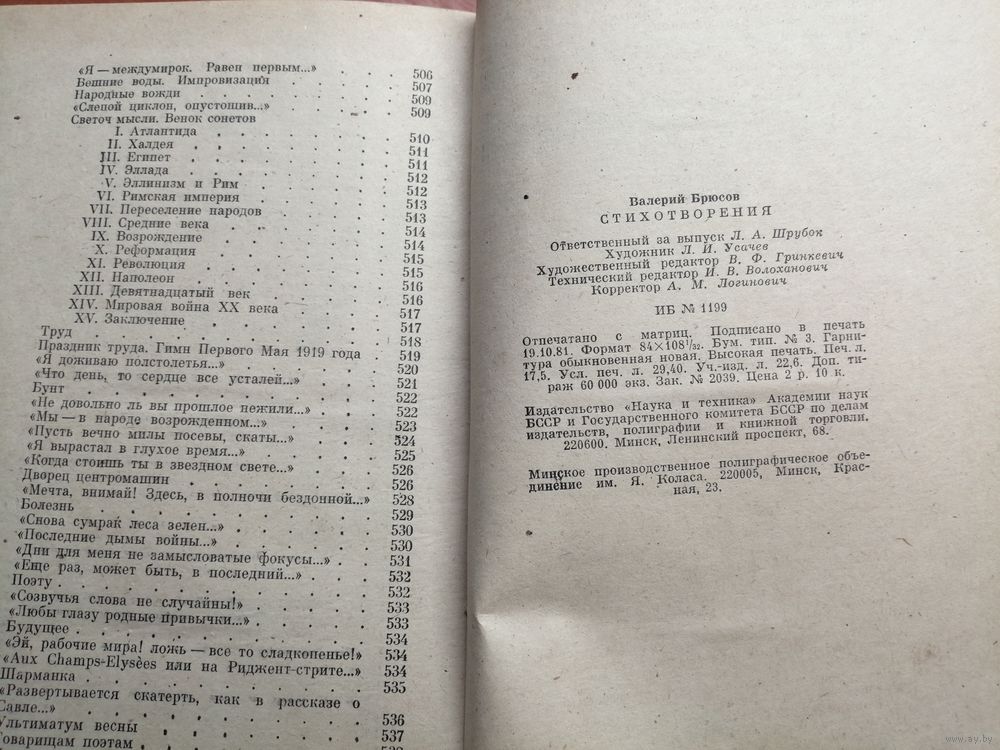 «Я — междумирок. Равен первым...» . . . 506
Вешние воды. Импровизация . . . . 507
Народные вожди . . . . . . 509
«Слепой циклон, опустошив...» . . . . 509
Светоч мысли. Венок сонетов
I. Атлантида . . . . . . 510
II. Халдея . . . . . . 511
III. Египет . . . . . . 511
IV. Эллада . . . . . . 512
V. Эллинизм и Рим . . . . 512
VI. Римская империя . . . . 513
VII. Переселение народов . . . . 513
VIII. Средние века . . . . . 514
IX. Возрождение . . . . . 514
X. Реформация . . . . . 515
XI. Революция . . . . . 515
XII. Наполеон . . . . . 516
XIII. Девятнадцатый век . . . . 516
XIV. Мировая война XX века . . . 517
XV. Заключение . . . . . 517
Труд . . . . . . . . 518
Праздник труда. Гимн Первого Мая 1919 года 519
«Я доживаю полстолетья...» . . . . 520
«Что день, то сердце все усталей...» . . . 521
Бунт . . . . . . . . 522
«Не довольно ль вы прошлое нежили...» . . 522
«Мы — в народе возрожденном...» . . . 523
«Пусть вечно милы посевы, скаты...» . . . 524
«Я вырастал в глухое время...» . . . . 525
«Когда стоишь ты в звездном свете...» . . . 526
Дворец центромашин . . . . . 526
«Мечта, внимай! Здесь, в полночи бездонной...» 528
Болезнь . . . . . . . . 529
«Снова сумрак леса зелен...» . . . . 530
«Последние дымы войны...» . . . . 530
«Дни для меня не замысловатые фокусы...» . . 531
«Еще раз, может быть, в последний...» . . . 532
Поэту . . . . . . . . 532
«Созвучья слова не случайны!» . . . . 533
«Любы глазу родные привычки...» . . . 533
Будущее . . . . . . . . 534
«Эй, рабочие мира! ложь — все то сладкопенье!» 534
«Aux Champs-Elysées или на Риджент-стрите...» 534
Шарманка . . . . . . . . 535
«Развертывается скатерть, как в рассказе о
Савле...» . . . . . . . . 536
Ультиматум весны . . . . . . 537
Товарищам поэтам . . . . . . 538
Валерий Брюсов
СТИХОТВОРЕНИЯ
Ответственный за выпуск Л. А. Шрубок
Художник Л. И. Усачев
Художественный редактор В. Ф. Гринкевич
Технический редактор И. В. Волоханович
Корректор А. М. Логинович
ИБ № 1199
Отпечатано с матриц. Подписано в печать
19.10.81. Формат 84×108¹/₃₂. Бум. тип. № 3. Гарни-
тура обыкновенная новая. Высокая печать. Печ. л.
17,5. Усл. печ. л. 29,40. Уч.-изд. л. 22,6. Доп. ти-
раж 60 000 экз. Зак. № 2039. Цена 2 р. 10 к.
Издательство «Наука и техника» Академии наук
БССР и Государственного комитета БССР по делам
издательств, полиграфии и книжной торговли.
220600. Минск, Ленинский проспект, 68.
Минское производственное полиграфическое объе-
динение им. Я. Коласа. 220005, Минск, Крас-
ная, 23.
www.ay.by